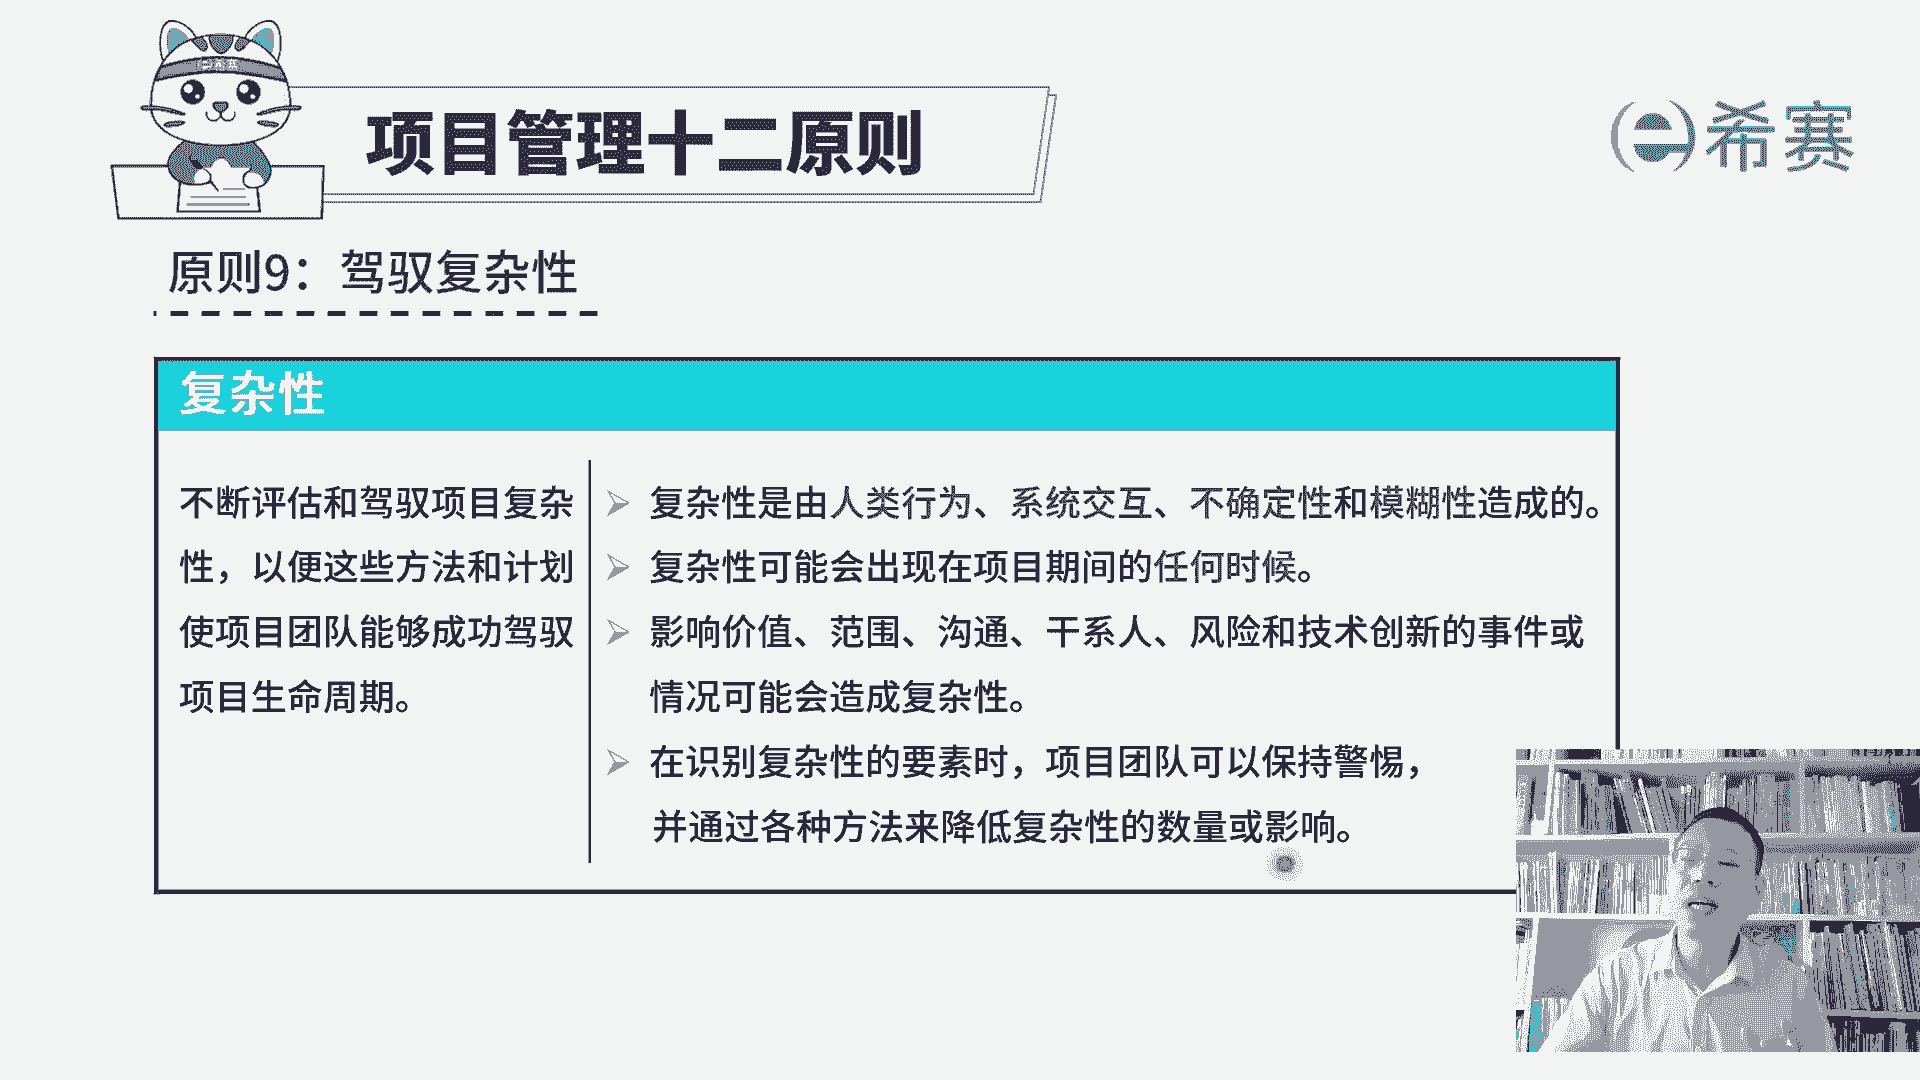 希赛
项目管理十二原则
希赛
原则9：驾驭复杂性
复杂性
不断评估和驾驭项目复杂
性，以便这些方法和计划
使项目团队能够成功驾驭
项目生命周期。
复杂性是由人类行为、系统交互、不确定性和模糊性造成的。
复杂性可能会出现在项目期间的任何时候。
影响价值、范围、沟通、干系人、风险和技术创新的事件或
情况可能会造成复杂性。
在识别复杂性的要素时，项目团队可以保持警惕，
并通过各种方法来降低复杂性的数量或影响。